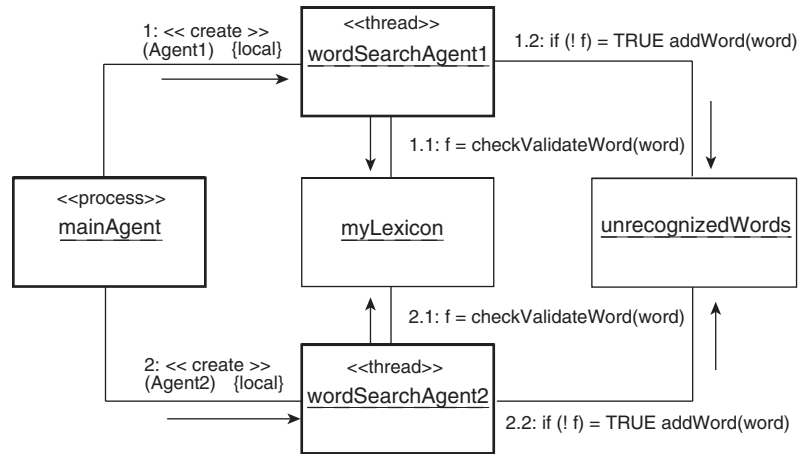 1: << create >>
(Agent1) {local}
<<thread>>
wordSearchAgent1
1.2: if (! f) = TRUE addWord(word)
1.1: f = checkValidateWord(word)
<<process>>
mainAgent
myLexicon
unrecognizedWords
2.1: f = checkValidateWord(word)
2: << create >>
(Agent2) {local}
<<thread>>
wordSearchAgent2
2.2: if (! f) = TRUE addWord(word)